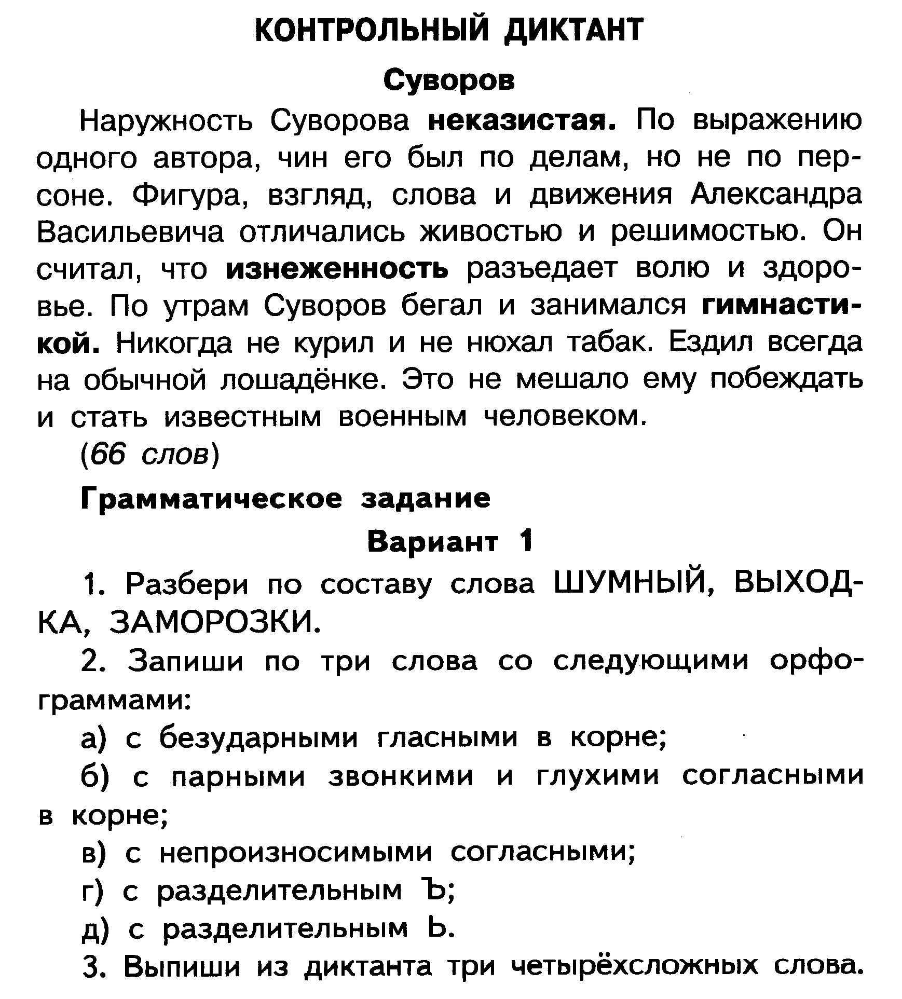 КОНТРОЛЬНЫЙ ДИКТАНТ
Суворов
Наружность Суворова неказистая. По выражению
одного автора, чин его был по делам, но не по пер-
соне. Фигура, взгляд, слова и движения Александра
Васильевича отличались живостью и решимостью. Он
считал, что изнеженность разъедает волю и здоро-
вье. По утрам Суворов бегал и занимался гимнасти-
кой. Никогда не курил и не нюхал табак. Ездил всегда
на обычной лошадёнке. Это не мешало ему побеждать
и стать известным военным человеком.
(66 слов)
Грамматическое задание
Вариант 1
1. Разбери по составу слова ШУМНЫЙ, ВЫХОД-
КА, ЗАМОРОЗКИ.
2. Запиши по три слова со следующими орфо-
граммами:
а) с безударными гласными в корне;
б) с парными звонкими и глухими согласными
в корне;
в) с непроизносимыми согласными;
г) с разделительным Ъ;
д) с разделительным Ь.
3. Выпиши из диктанта три четырёхсложных слова.